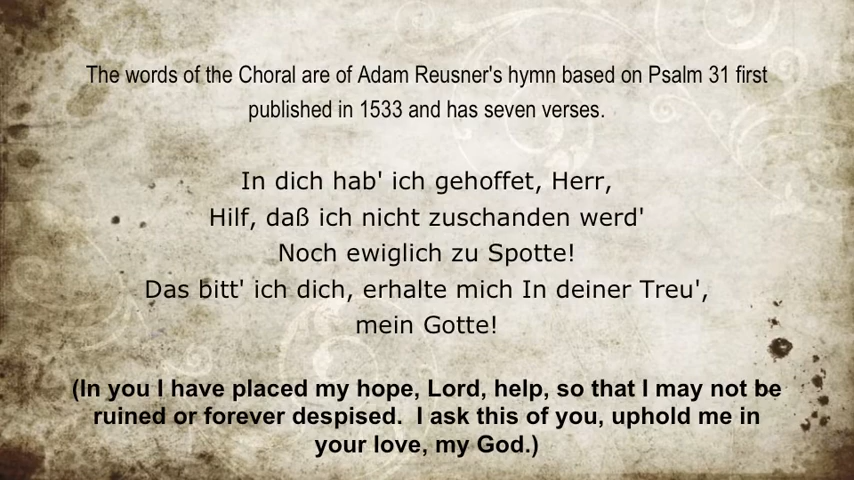 The words of the Choral are of Adam Reusner's hymn based on Psalm 31 first
published in 1533 and has seven verses.
In dich hab' ich gehoffet, Herr,
Hilf, daß ich nicht zuschanden werd'
Noch ewiglich zu Spotte!
Das bitt' ich dich, erhalte mich In deiner Treu',
mein Gotte!
(In you I have placed my hope, Lord, help, so that I may not be
ruined or forever despised.  I ask this of you, uphold me in
your love, my God.)